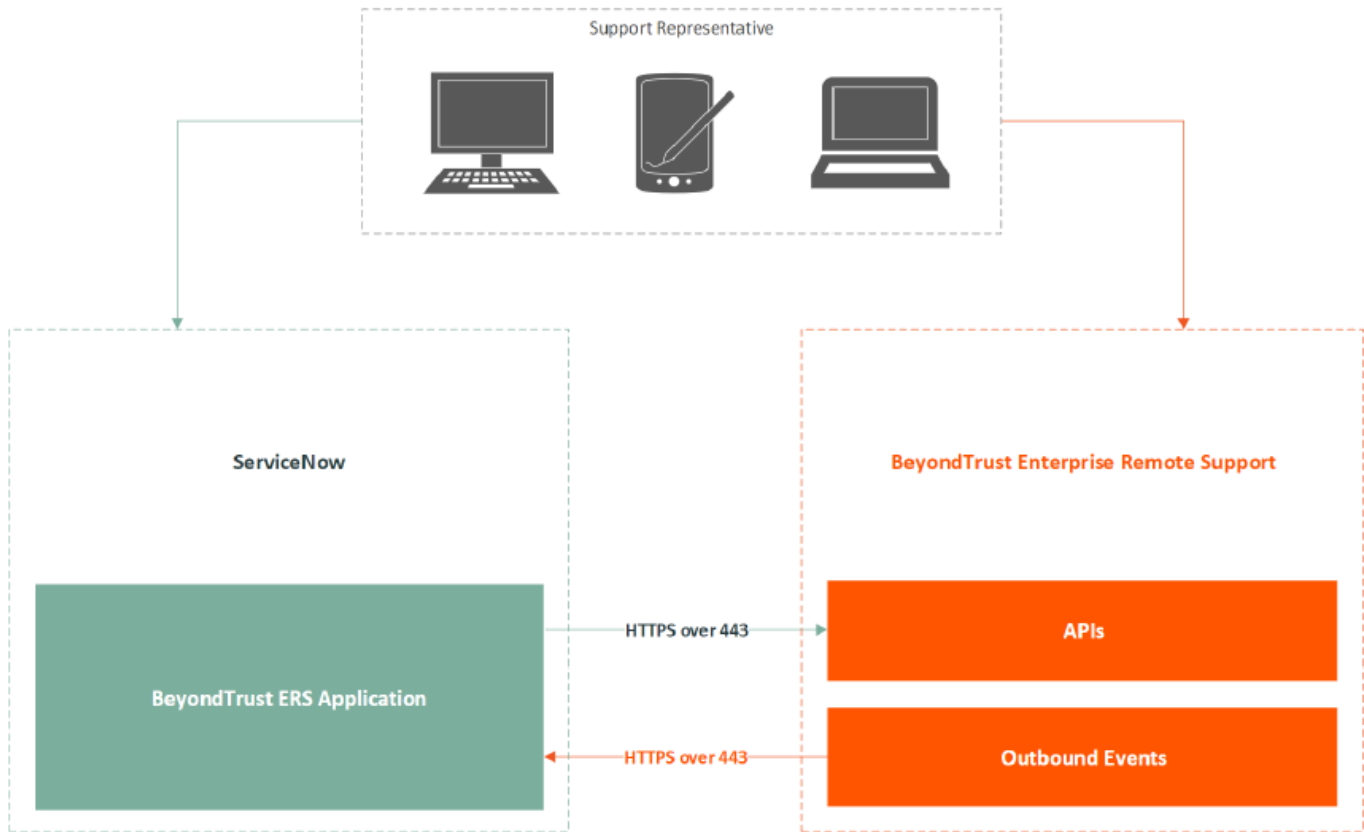 Support Representative
ServiceNow
BeyondTrust Enterprise Remote Support
BeyondTrust ERS Application
HTTPS over 443
APIs
HTTPS over 443
Outbound Events